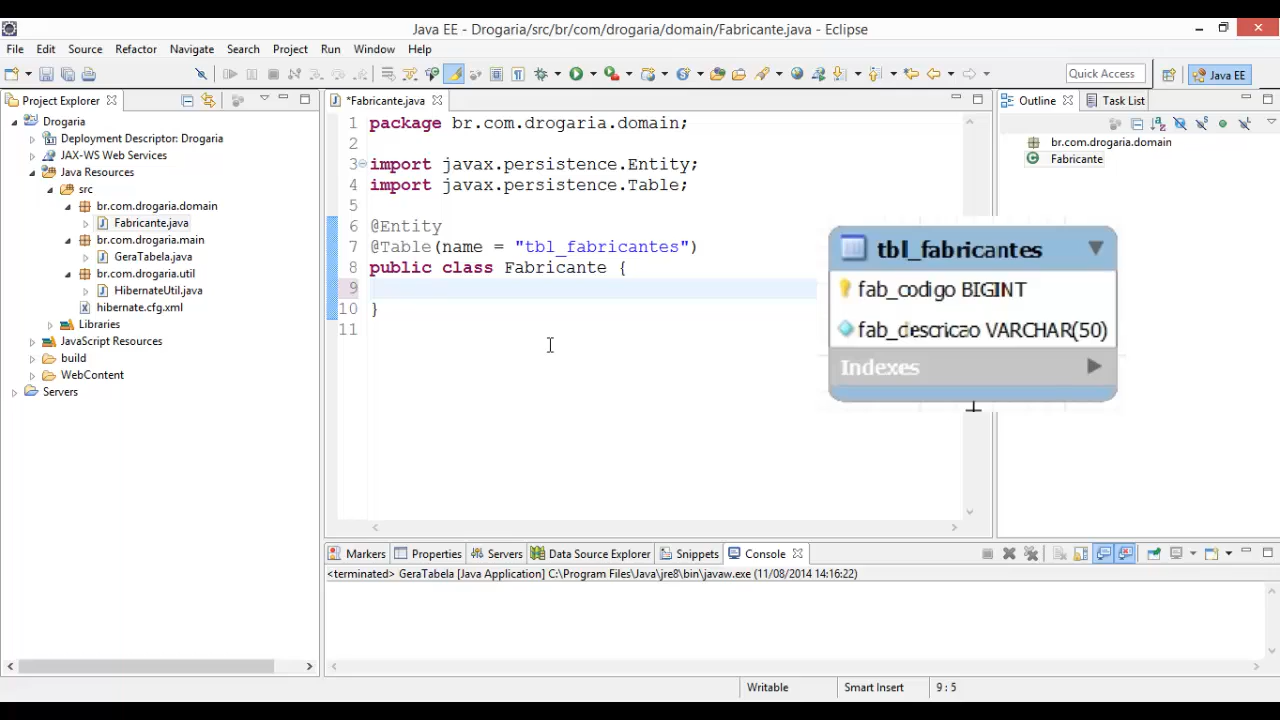 Java EE - Drogaria/src/br/com/drogaria/domain/Fabricante.java - Eclipse
File Edit Source Refactor Navigate Search Project Run Window Help
Quick Access
Java EE
Project Explorer
Drogaria
Deployment Descriptor: Drogaria
JAX-WS Web Services
Java Resources
src
br.com.drogaria.domain
Fabricante.java
br.com.drogaria.main
GeraTabela.java
br.com.drogaria.util
HibernateUtil.java
hibernate.cfg.xml
Libraries
JavaScript Resources
build
WebContent
Servers
*Fabricante.java
1 package br.com.drogaria.domain;
2
3 import javax.persistence.Entity;
4 import javax.persistence.Table;
5
6 @Entity
7 @Table(name = "tbl_fabricantes")
8 public class Fabricante {
9
10 }
11
tbl_fabricantes
fab_codigo BIGINT
fab_descricao VARCHAR(50)
Indexes
Outline Task List
br.com.drogaria.domain
Fabricante
Markers Properties Servers Data Source Explorer Snippets Console
<terminated> GeraTabela [Java Application] C:\Program Files\Java\jre8\bin\javaw.exe (11/08/2014 14:16:22)
Writable Smart Insert 9 : 5